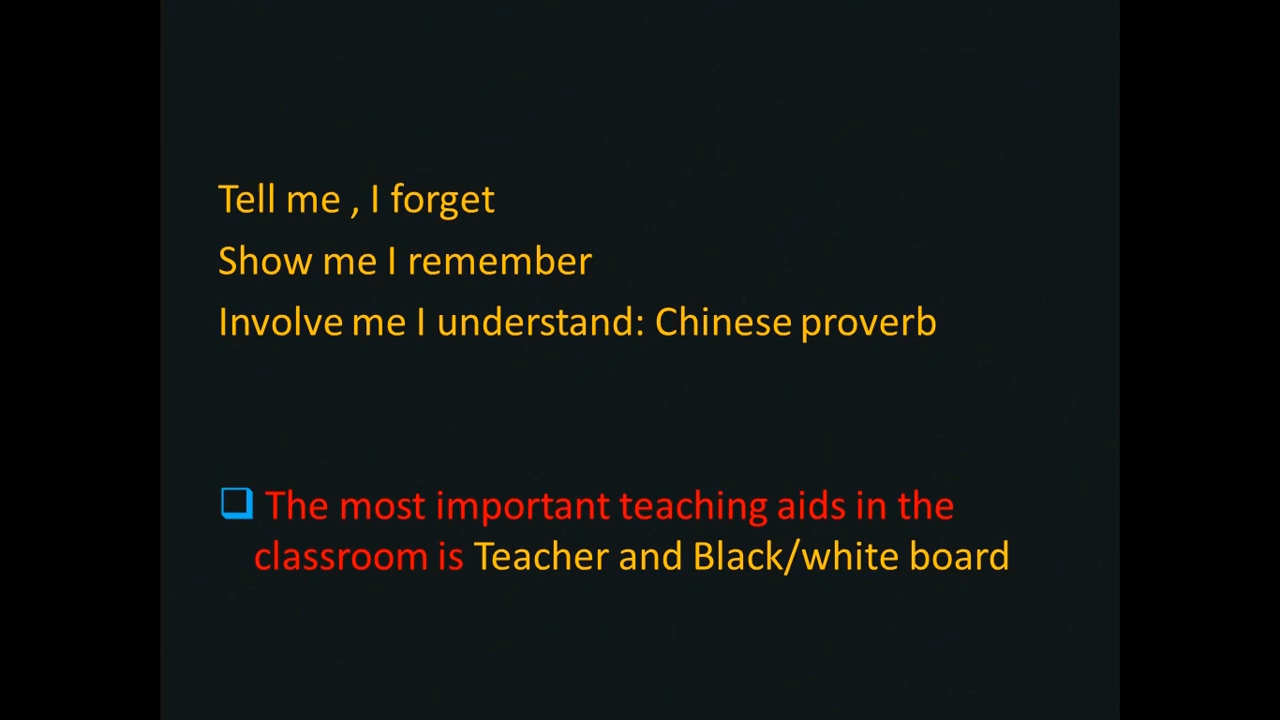 Tell me , I forget
Show me I remember
Involve me I understand: Chinese proverb
❑ The most important teaching aids in the
classroom is Teacher and Black/white board